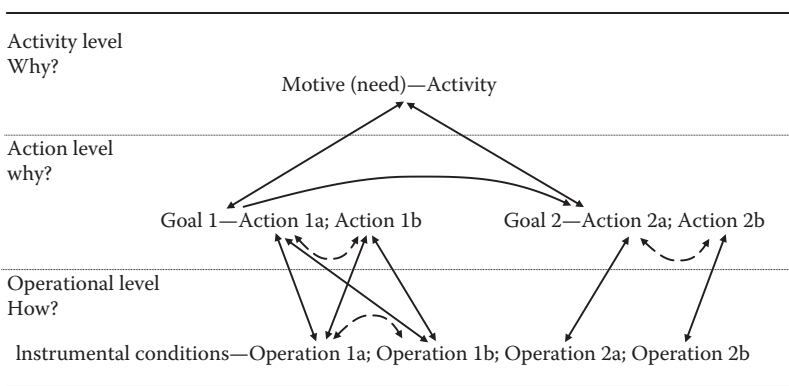 Activity level
Why?
Motive (need)—Activity
Action level
why?
Goal 1—Action 1a; Action 1b Goal 2—Action 2a; Action 2b
Operational level
How?
Instrumental conditions—Operation 1a; Operation 1b; Operation 2a; Operation 2b